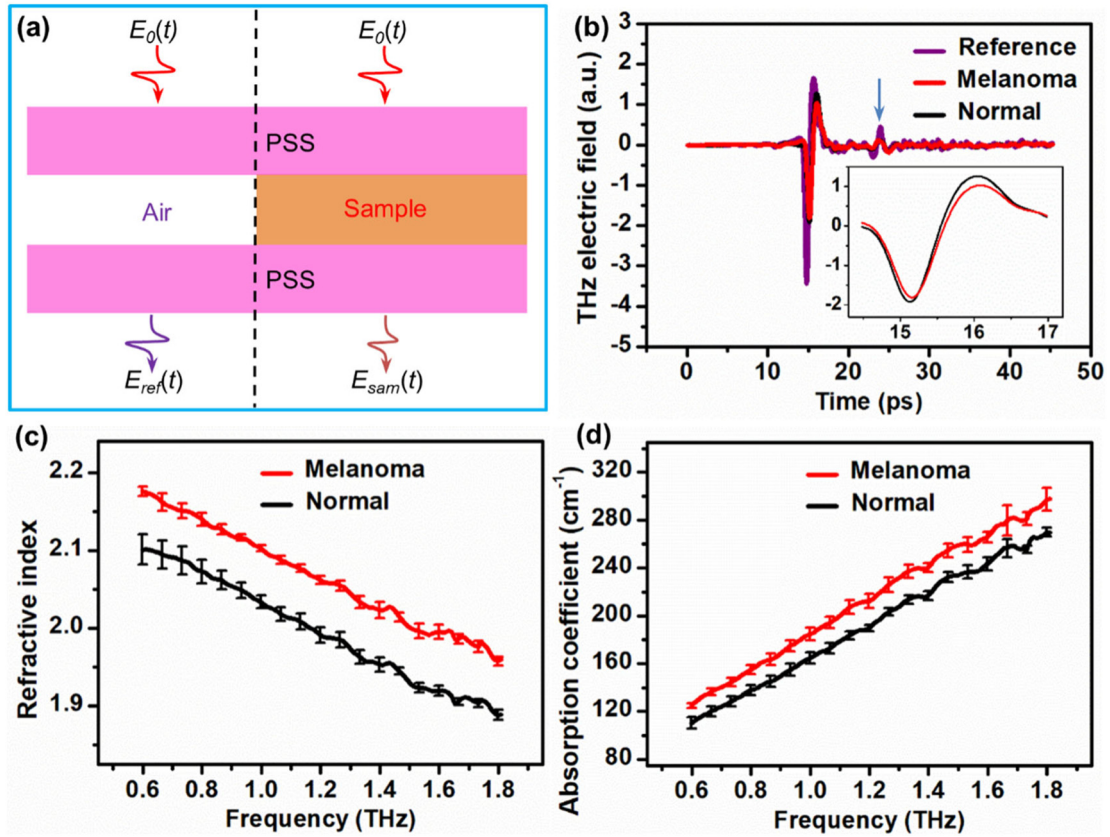 (a)
E0(t)
E0(t)
PSS
Air
Sample
PSS
Eref(t)
Esam(t)
(b)
THz electric field (a.u.)
3
2
1
0
-1
-2
-3
-4
-5
Reference
Melanoma
Normal
1
0
-1
-2
15
16
17
0
10
20
30
40
50
Time (ps)
(c)
Refractive index
2.2
2.1
2.0
1.9
Melanoma
Normal
0.6
0.8
1.0
1.2
1.4
1.6
1.8
Frequency (THz)
(d)
Absorption coefficient (cm⁻¹)
320
280
240
200
160
120
80
Melanoma
Normal
0.6
0.8
1.0
1.2
1.4
1.6
1.8
Frequency (THz)